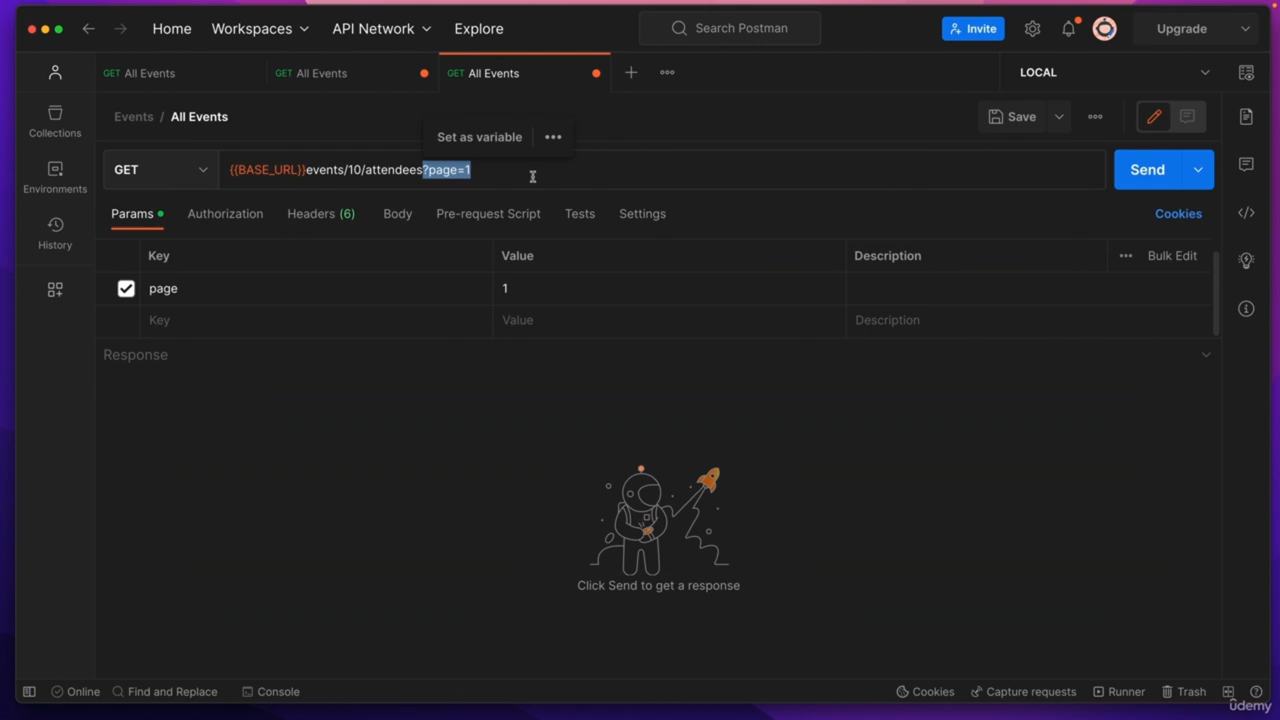 Home Workspaces API Network Explore Search Postman Invite Upgrade
GET All Events GET All Events GET All Events LOCAL
Events / All Events Save
Set as variable
GET {{BASE_URL}}events/10/attendees?page=1 Send
Params Authorization Headers (6) Body Pre-request Script Tests Settings Cookies
Key Value Description Bulk Edit
page 1
Key Value Description
Response
Click Send to get a response
Collections
Environments
History
Online Find and Replace Console Cookies Capture requests Runner Trash
ûdemy